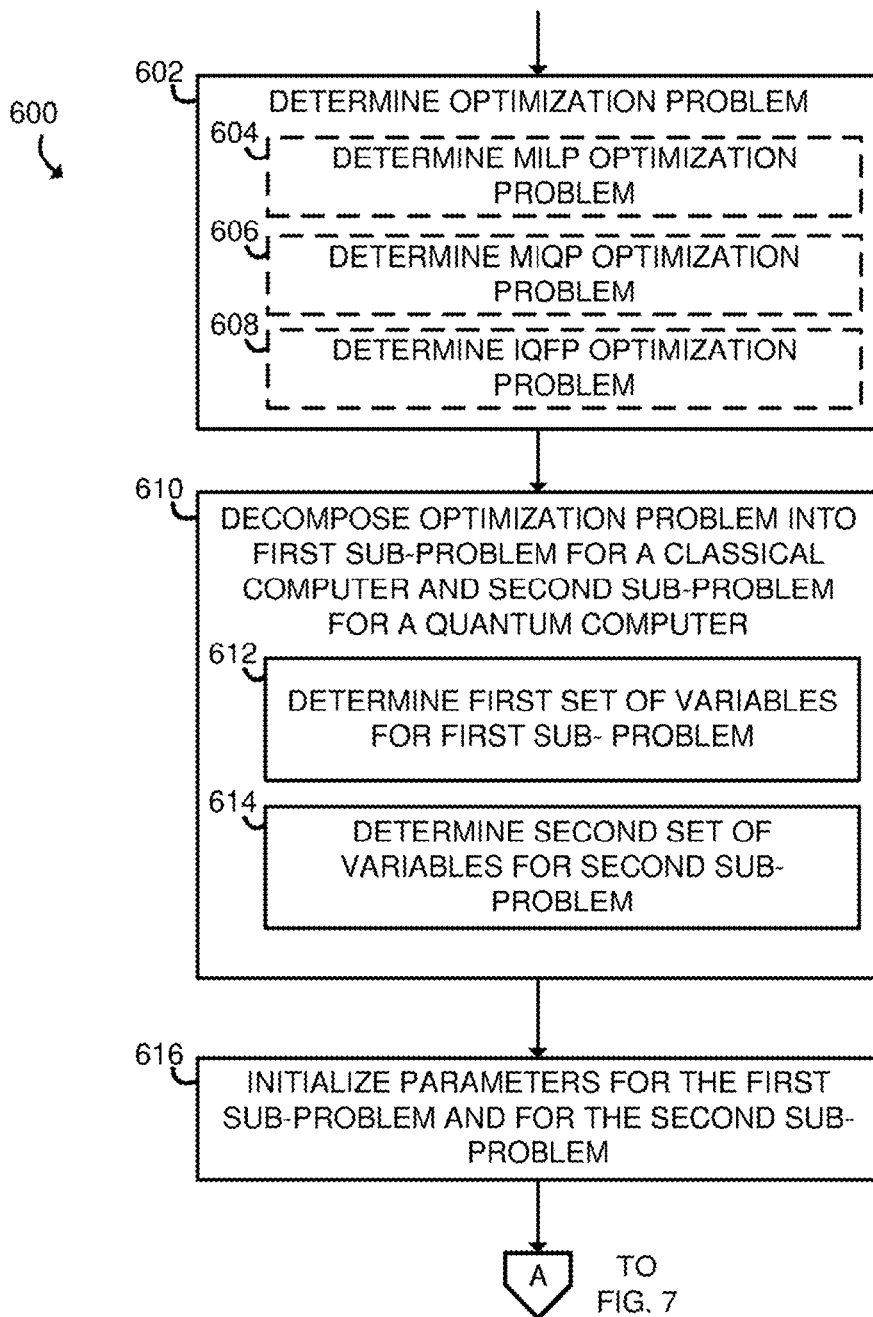 600
602
DETERMINE OPTIMIZATION PROBLEM
604
DETERMINE MILP OPTIMIZATION
PROBLEM
606
DETERMINE MIQP OPTIMIZATION
PROBLEM
608
DETERMINE IQFP OPTIMIZATION
PROBLEM
610
DECOMPOSE OPTIMIZATION PROBLEM INTO
FIRST SUB-PROBLEM FOR A CLASSICAL
COMPUTER AND SECOND SUB-PROBLEM
FOR A QUANTUM COMPUTER
612
DETERMINE FIRST SET OF VARIABLES
FOR FIRST SUB- PROBLEM
614
DETERMINE SECOND SET OF
VARIABLES FOR SECOND SUB-
PROBLEM
616
INITIALIZE PARAMETERS FOR THE FIRST
SUB-PROBLEM AND FOR THE SECOND SUB-
PROBLEM
A
TO
FIG. 7